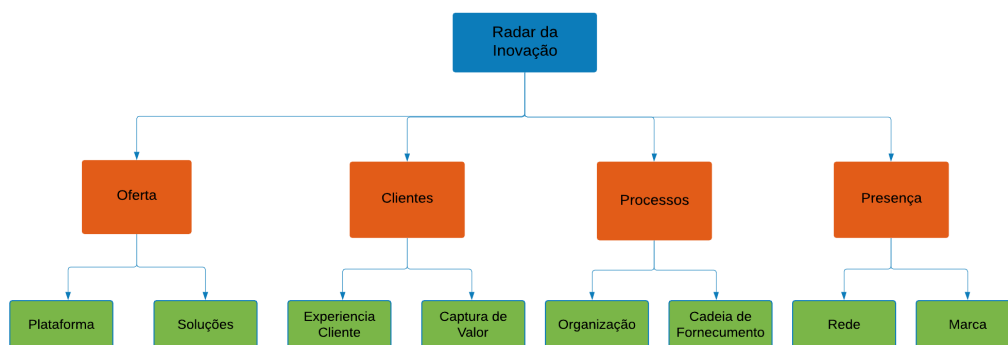 Radar da
Inovação
Oferta
Clientes
Processos
Presença
Plataforma
Soluções
Experiencia
Cliente
Captura de
Valor
Organização
Cadeia de
Fornecumento
Rede
Marca